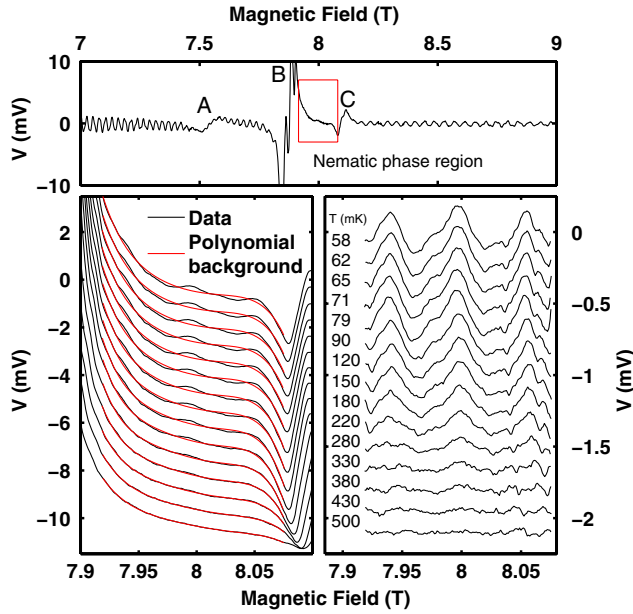 Magnetic Field (T)
7 7.5 8 8.5 9
10
0
−10
V (mV)
A
B
C
Nematic phase region
2
0
−2
−4
−6
−8
−10
V (mV)
Data
Polynomial
background
7.9 7.95 8 8.05
Magnetic Field (T)
T (mK)
58
62
65
71
79
90
120
150
180
220
280
330
380
430
500
0
−0.5
−1
−1.5
−2
V (mV)
7.9 7.95 8 8.05